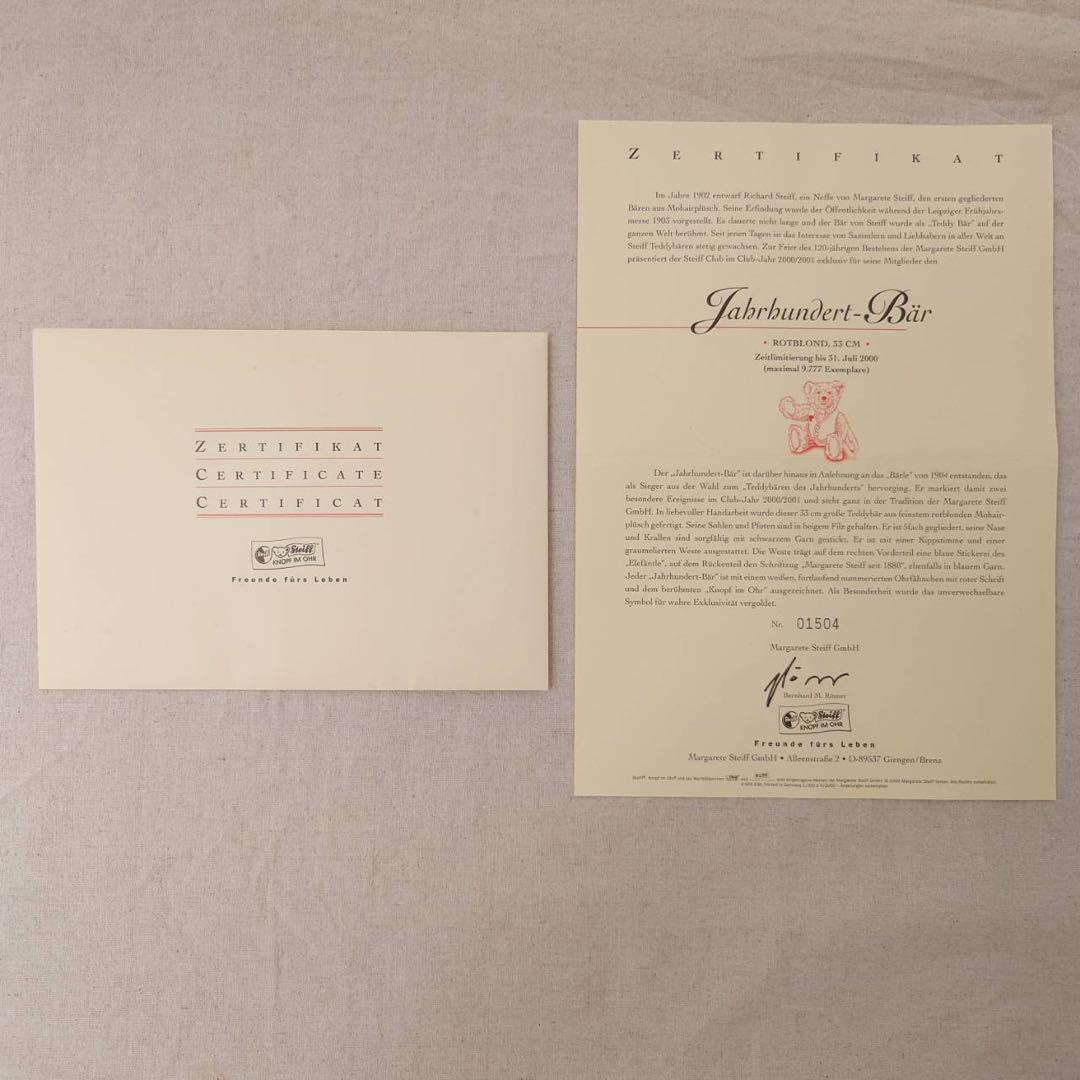 ZERTIFIKAT
CERTIFICATE
CERTIFICAT
Steiff
KNOPF IM OHR
Freunde fürs Leben
ZERTIFIKAT
Im Jahre 1902 entwarf Richard Steiff, ein Neffe von Margarete Steiff, den ersten gegliederten
Bären aus Mohairplüsch. Seine Erfindung wurde der Öffentlichkeit während der Leipziger Frühjahrs-
messe 1903 vorgestellt. Es dauerte nicht lange und der Bär von Steiff wurde als „Teddy Bär" auf der
ganzen Welt berühmt. Seit jenen Tagen ist das Interesse von Sammlern und Liebhabern in aller Welt an
Steiff Teddybären stetig gewachsen. Zur Feier des 120-jährigen Bestehens der Margarete Steiff GmbH
präsentiert der Steiff Club im Club-Jahr 2000/2001 exklusiv für seine Mitglieder den
Jahrhundert-Bär
• ROTBLOND, 33 CM •
Zeitlimitierung bis 31. Juli 2000
(maximal 9.777 Exemplare)
Der „Jahrhundert-Bär" ist darüber hinaus in Anlehnung an das „Bärle" von 1904 entstanden, das
als Sieger aus der Wahl zum „Teddybären des Jahrhunderts" hervorging. Er markiert damit zwei
besondere Ereignisse im Club-Jahr 2000/2001 und steht ganz in der Tradition der Margarete Steiff
GmbH. In liebevoller Handarbeit wurde dieser 33 cm große Teddybär aus feinstem rotblonden Mohair-
plüsch gefertigt. Seine Sohlen und Pfoten sind in beigem Filz gehalten. Er ist 5fach gegliedert, seine Nase
und Krallen sind sorgfältig mit schwarzem Garn gestickt. Er ist mit einer Kippstimme und einer
graumelierten Weste ausgestattet. Die Weste trägt auf dem rechten Vorderteil eine blaue Stickerei des
„Elefäntle", auf dem Rückenteil den Schriftzug „Margarete Steiff seit 1880", ebenfalls in blauem Garn.
Jeder „Jahrhundert-Bär" ist mit einem weißen, fortlaufend nummerierten Ohrfähnchen mit roter Schrift
und dem berühmten „Knopf im Ohr" ausgezeichnet. Als Besonderheit wurde das unverwechselbare
Symbol für wahre Exklusivität vergoldet.
Nr. 01504
Margarete Steiff GmbH
Bernhard M. Rösner
Steiff
KNOPF IM OHR
Freunde fürs Leben
Margarete Steiff GmbH • Alleenstraße 2 • D-89537 Giengen/Brenz